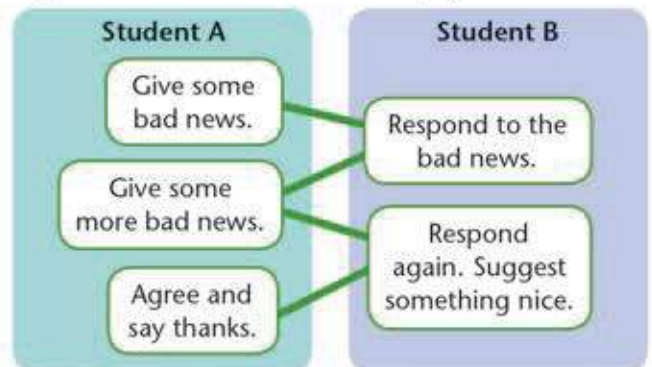 Student A
Give some
bad news.
Give some
more bad news.
Agree and
say thanks.
Student B
Respond to the
bad news.
Respond
again. Suggest
something nice.